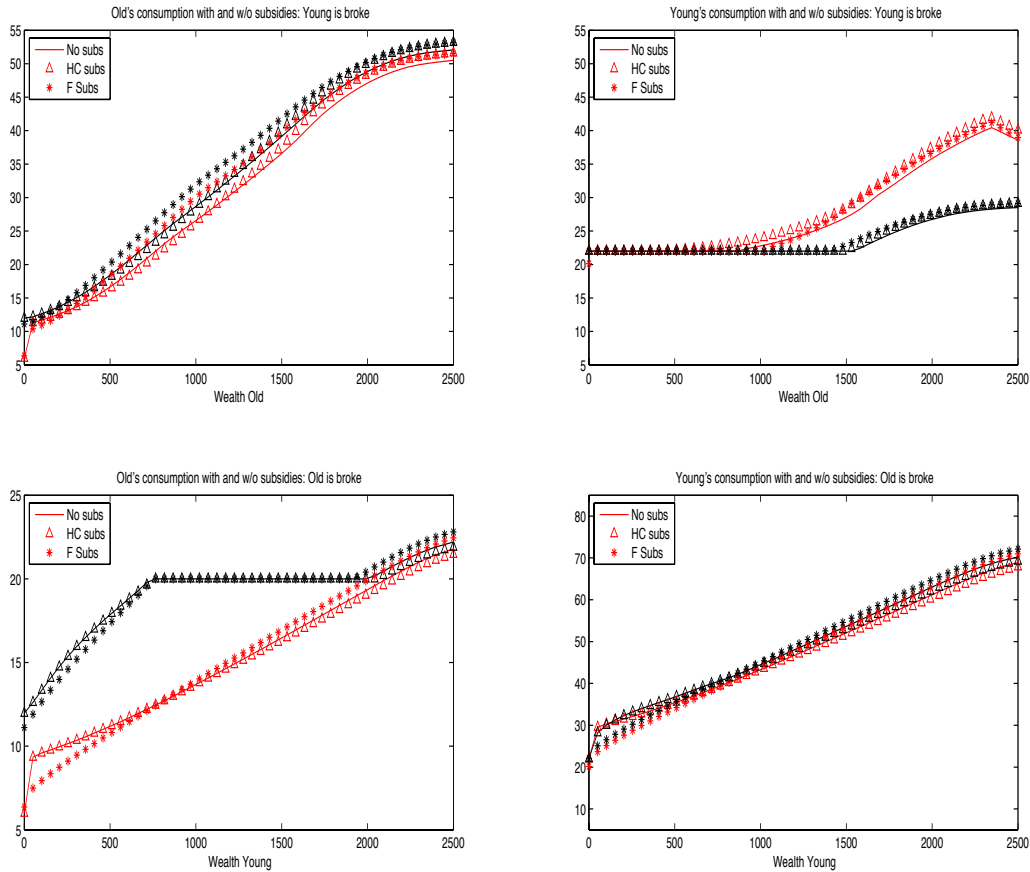 Old's consumption with and w/o subsidies: Young is broke
55
50
45
40
35
30
25
20
15
10
5
No subs
HC subs
F Subs
0
500
1000
1500
2000
2500
Wealth Old
Young's consumption with and w/o subsidies: Young is broke
55
50
45
40
35
30
25
20
15
10
5
No subs
HC subs
F Subs
0
500
1000
1500
2000
2500
Wealth Old
Old's consumption with and w/o subsidies: Old is broke
25
20
15
10
5
No subs
HC subs
F Subs
0
500
1000
1500
2000
2500
Wealth Young
Young's consumption with and w/o subsidies: Old is broke
80
70
60
50
40
30
20
10
No subs
HC subs
F Subs
0
500
1000
1500
2000
2500
Wealth Young